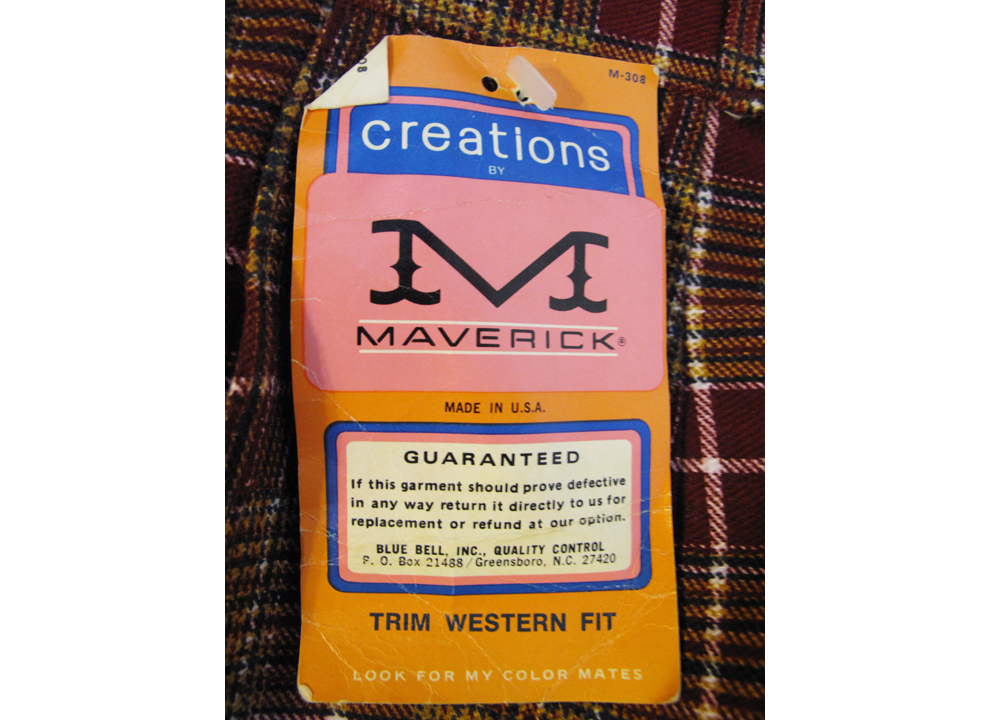 08
M-308
creations
BY
M
MAVERICK®
MADE IN U.S.A.
GUARANTEED
If this garment should prove defective
in any way return it directly to us for
replacement or refund at our option.
BLUE BELL, INC., QUALITY CONTROL
P. O. Box 21488/Greensboro, N.C. 27420
TRIM WESTERN FIT
LOOK FOR MY COLOR MATES